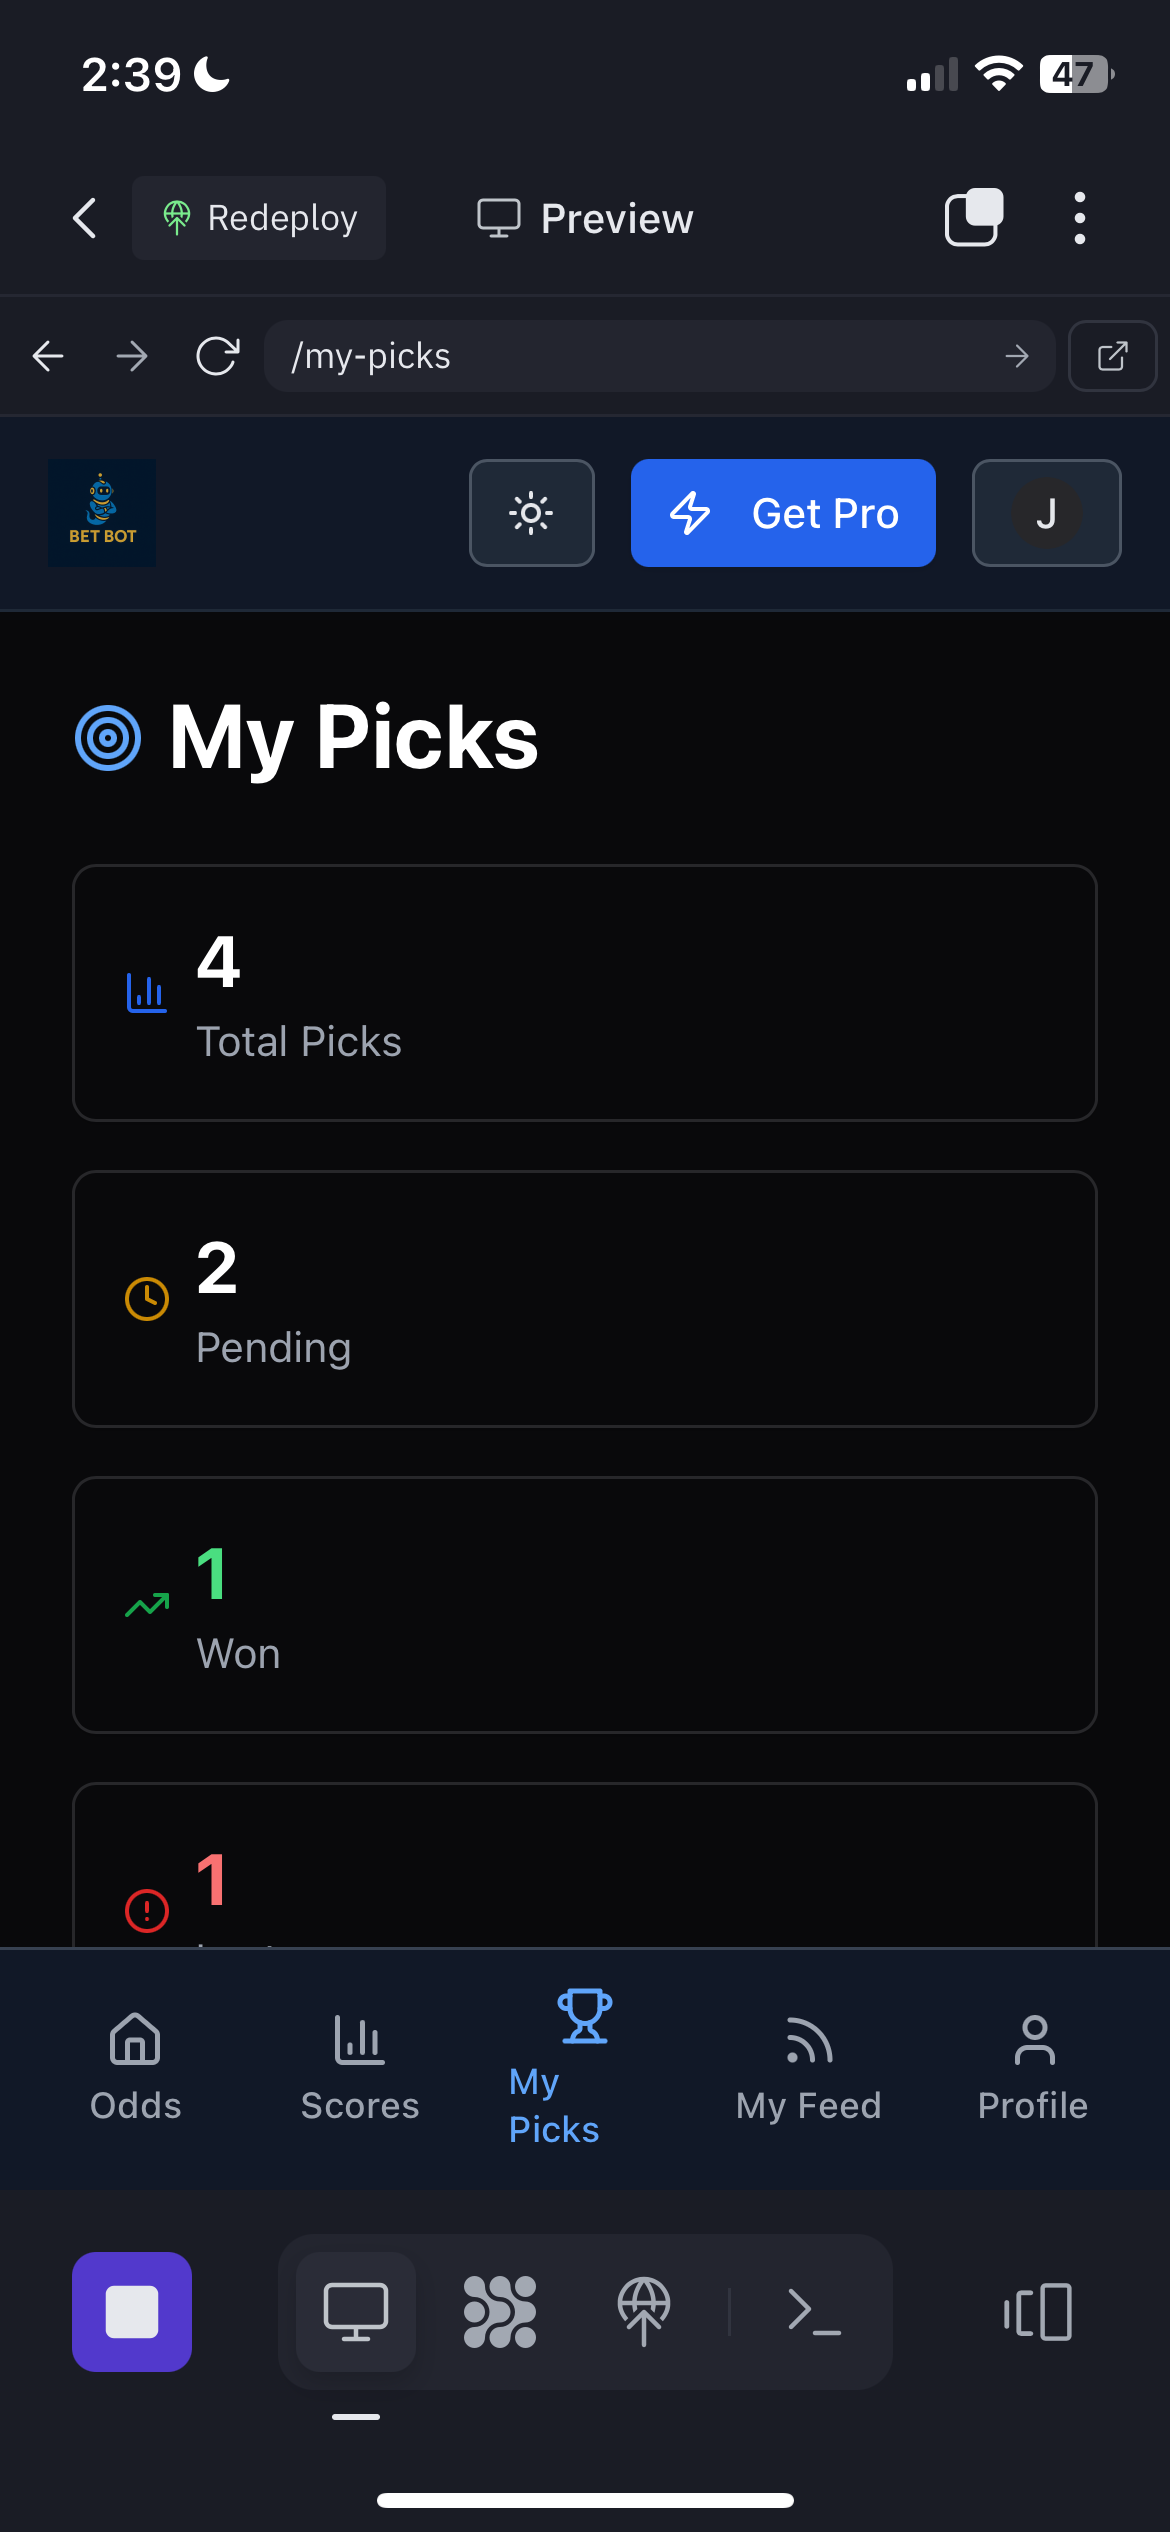 2:39
47
Redeploy
Preview
/my-picks
BET BOT
Get Pro
J
My Picks
4
Total Picks
2
Pending
1
Won
1
Odds
Scores
My
Picks
My Feed
Profile